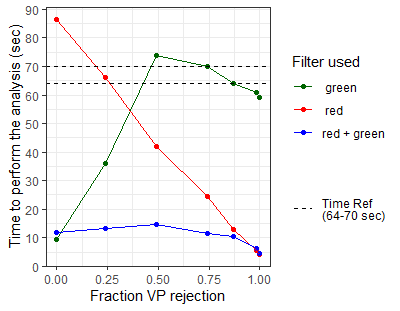 90
80
70
60
50
40
30
20
10
0
Time to perform the analysis (sec)
0.00 0.25 0.50 0.75 1.00
Fraction VP rejection
Filter used
green
red
red + green
Time Ref
(64-70 sec)